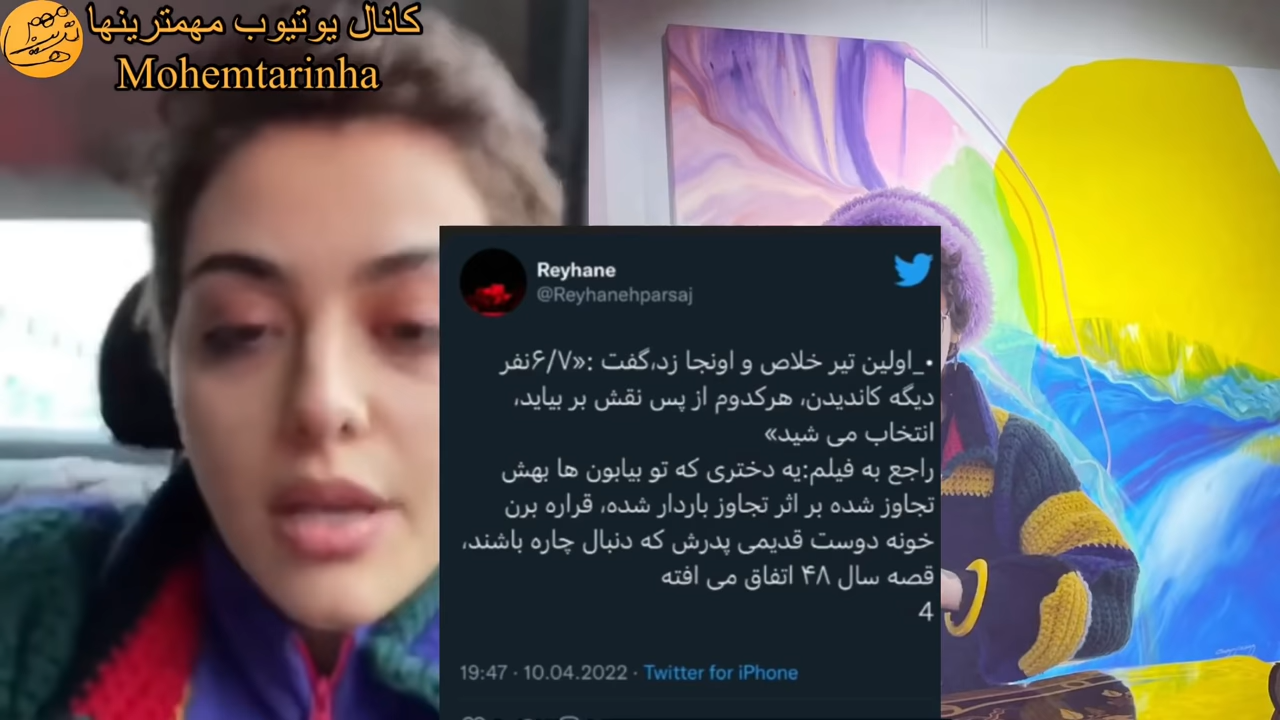 کانال یوتیوب مهمترینها
Mohemtarinha
Reyhane
@Reyhanehparsaj
•_اولین تیر خلاص و اونجا زد،گفت :«۶/۷نفر
دیگه کاندیدن، هرکدوم از پس نقش بر بیاید،
انتخاب می شید»
راجع به فیلم:یه دختری که تو بیابون ها بهش
تجاوز شده بر اثر تجاوز باردار شده، قراره برن
خونه دوست قدیمی پدرش که دنبال چاره باشند،
قصه سال ۴۸ اتفاق می افته
4
19:47 · 10.04.2022 · Twitter for iPhone